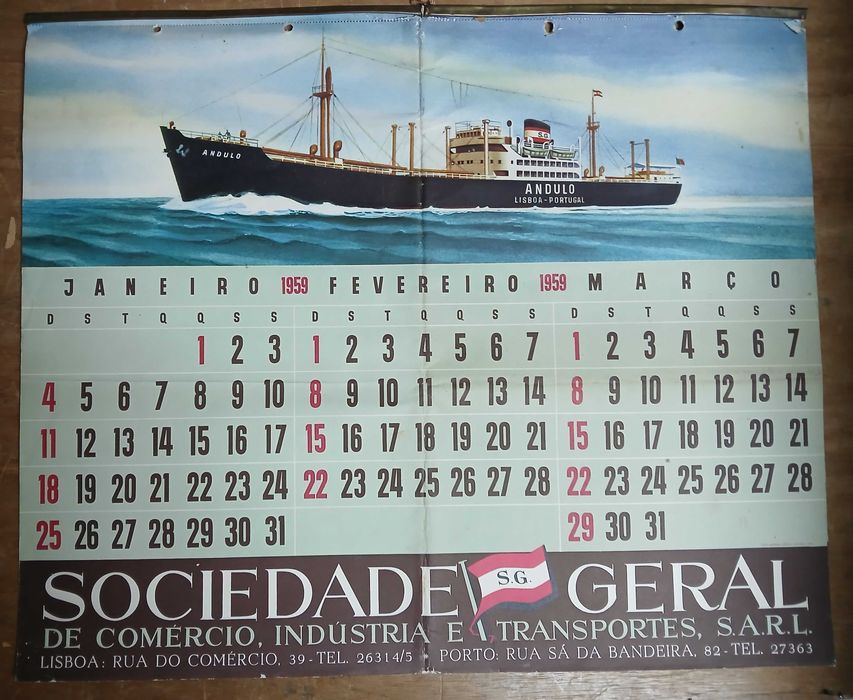 S.G.
ANDULO
ANDULO
LISBOA - PORTUGAL
JANEIRO 1959 FEVEREIRO 1959 MARÇO
D S T Q Q S S D S T Q Q S S D S T Q Q S S
1 2 3 1 2 3 4 5 6 7 1 2 3 4 5 6 7
4 5 6 7 8 9 10 8 9 10 11 12 13 14 8 9 10 11 12 13 14
11 12 13 14 15 16 17 15 16 17 18 19 20 21 15 16 17 18 19 20 21
18 19 20 21 22 23 24 22 23 24 25 26 27 28 22 23 24 25 26 27 28
25 26 27 28 29 30 31 29 30 31
SOCIEDADE S.G. GERAL
DE COMÉRCIO, INDÚSTRIA E TRANSPORTES, S.A.R.L.
LISBOA: RUA DO COMÉRCIO, 39 - TEL. 26314/5 PORTO: RUA SÁ DA BANDEIRA, 82 - TEL. 27363